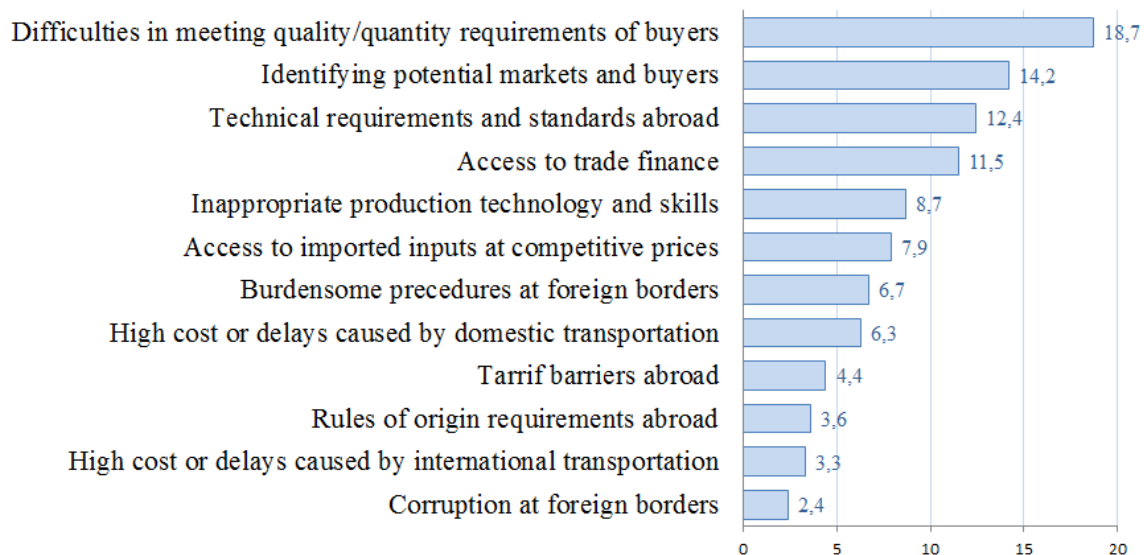 Difficulties in meeting quality/quantity requirements of buyers 18,7
Identifying potential markets and buyers 14,2
Technical requirements and standards abroad 12,4
Access to trade finance 11,5
Inappropriate production technology and skills 8,7
Access to imported inputs at competitive prices 7,9
Burdensome precedures at foreign borders 6,7
High cost or delays caused by domestic transportation 6,3
Tarrif barriers abroad 4,4
Rules of origin requirements abroad 3,6
High cost or delays caused by international transportation 3,3
Corruption at foreign borders 2,4
0 5 10 15 20